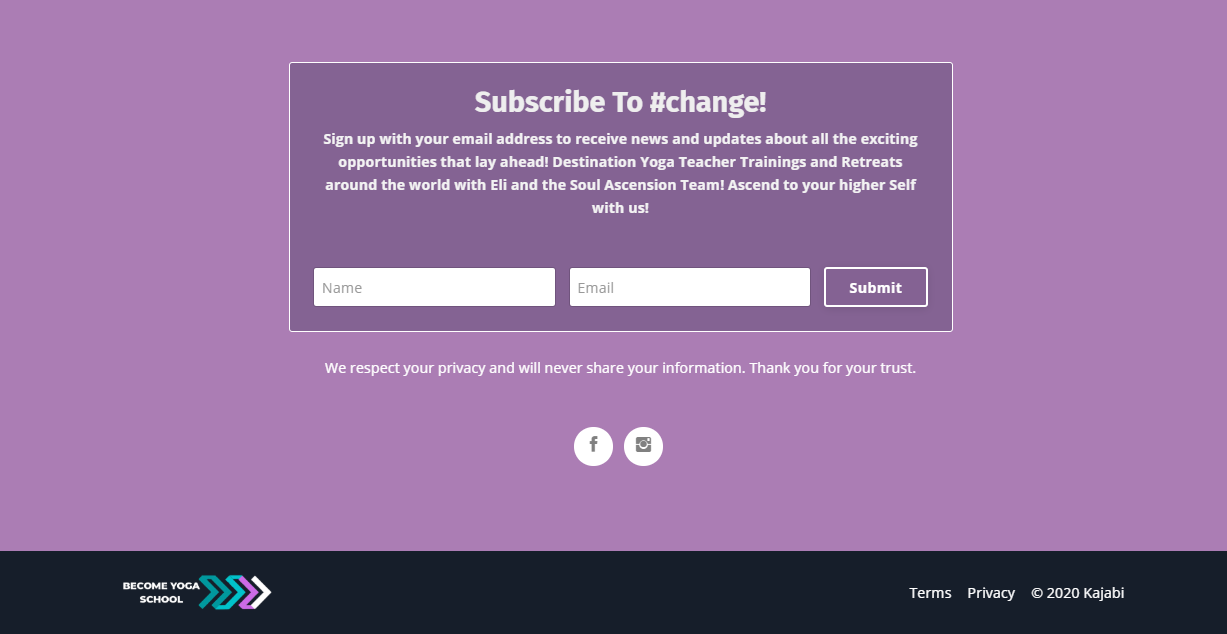 Subscribe To #change!
Sign up with your email address to receive news and updates about all the exciting
opportunities that lay ahead! Destination Yoga Teacher Trainings and Retreats
around the world with Eli and the Soul Ascension Team! Ascend to your higher Self
with us!
Name Email Submit
We respect your privacy and will never share your information. Thank you for your trust.
BECOME YOGA
SCHOOL
Terms Privacy © 2020 Kajabi